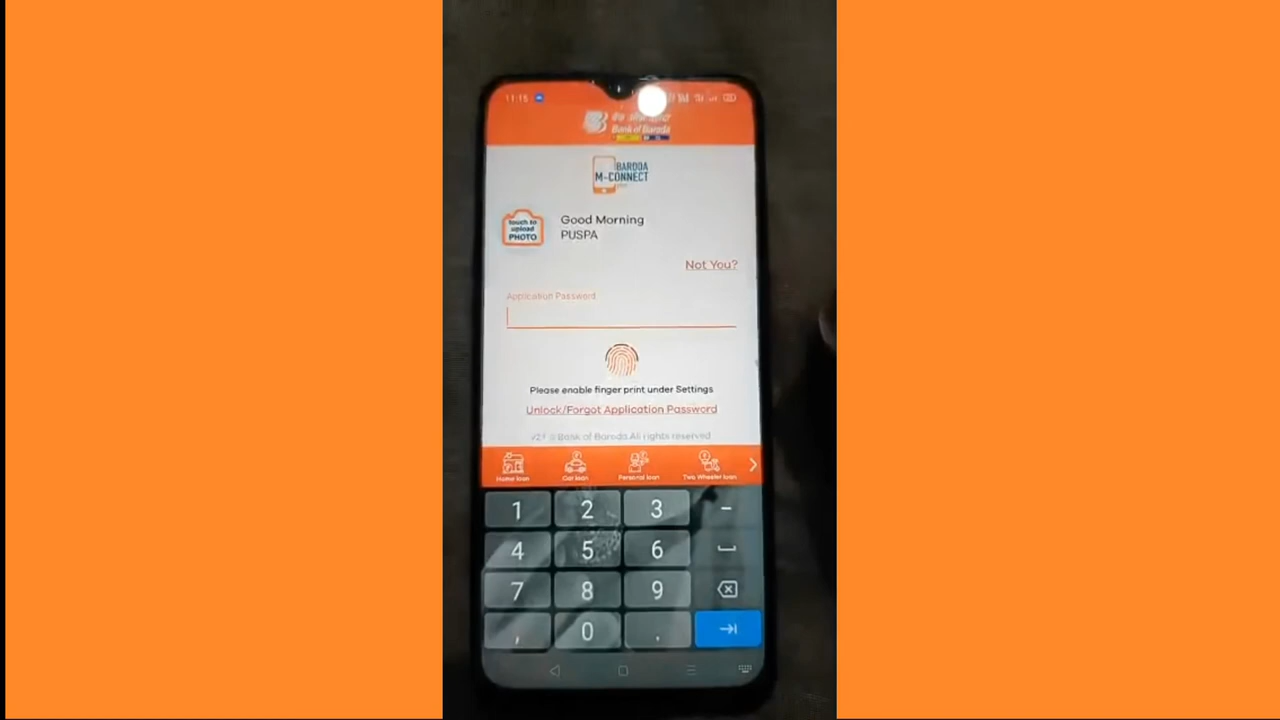 11:15
Bank of Baroda
BARODA
M-CONNECT
touch to
upload
PHOTO
Good Morning
PUSPA
Not You?
Application Password
Please enable finger print under Settings
Unlock/Forgot Application Password
Bank of Baroda.All rights reserved
Home loan
Car loan
Personal loan
Two Wheeler loan
1 2 3 –
4 5 6
7 8 9
, 0 .